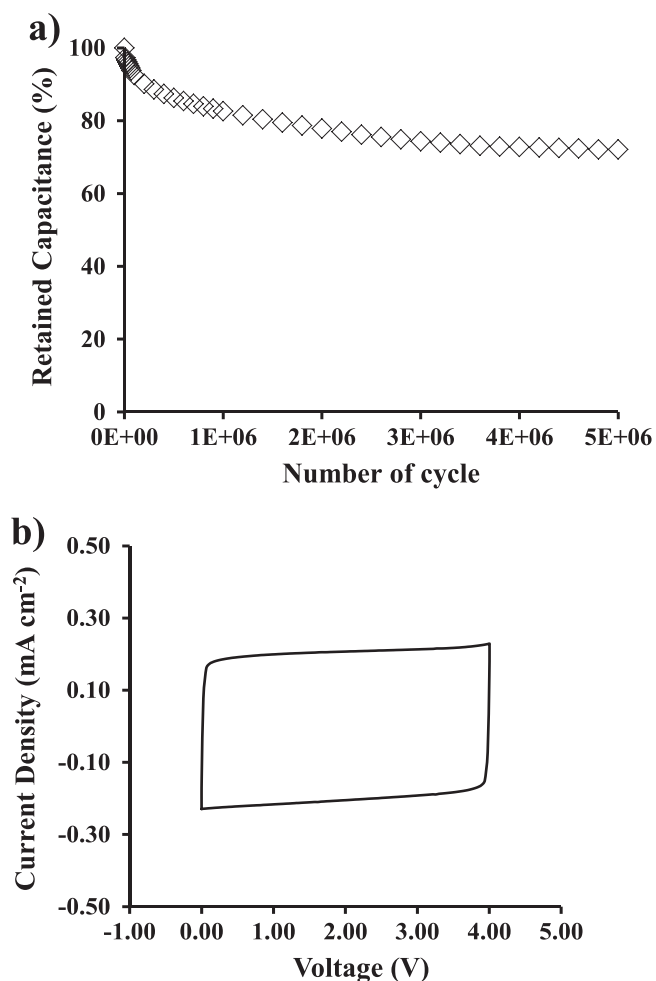 a)
100
80
60
40
20
0
Retained Capacitance (%)
0E+00 1E+06 2E+06 3E+06 4E+06 5E+06
Number of cycle
b)
0.50
0.30
0.10
-0.10
-0.30
-0.50
Current Density (mA cm⁻²)
-1.00 0.00 1.00 2.00 3.00 4.00 5.00
Voltage (V)